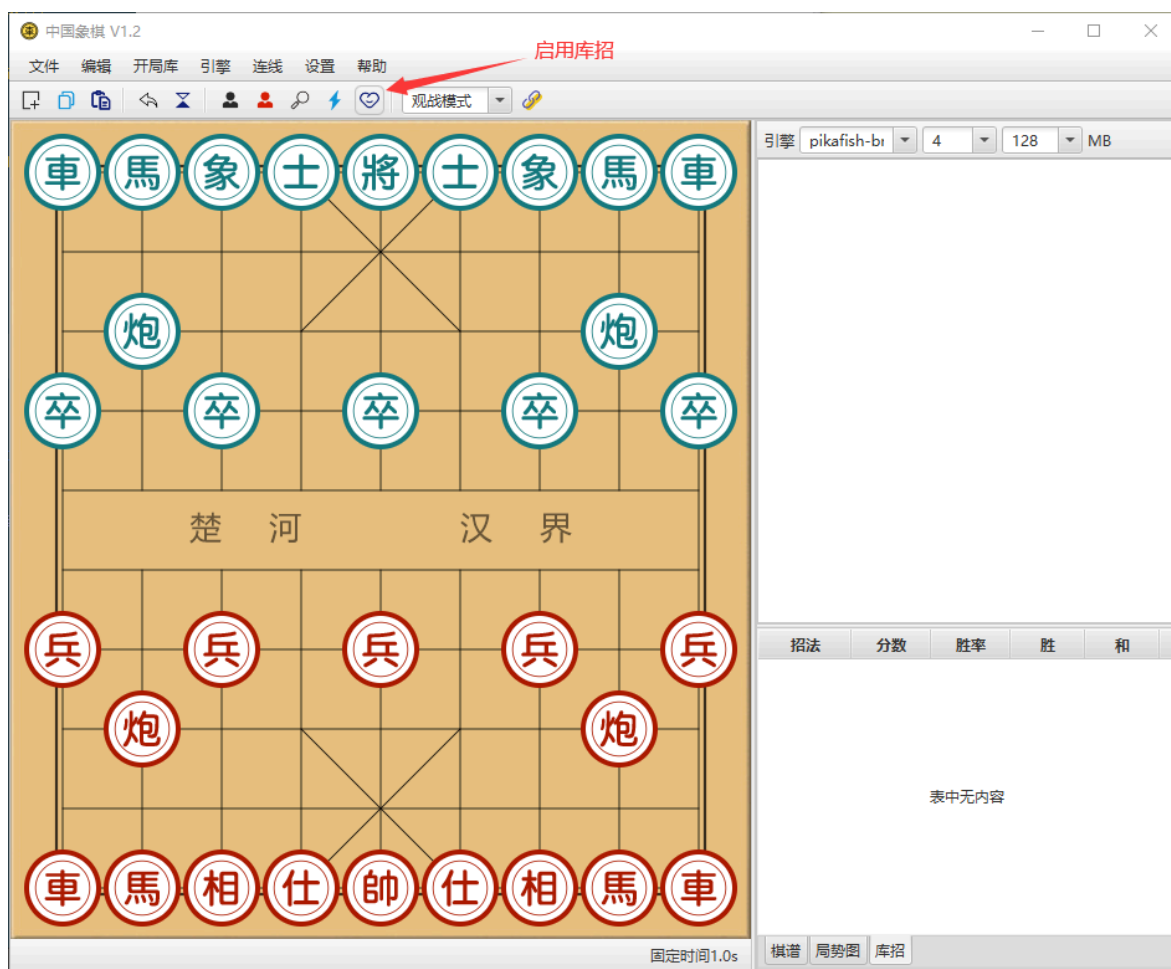 中国象棋 V1.2
启用库招
文件 编辑 开局库 引擎 连线 设置 帮助
观战模式
引擎 pikafish-bı 4 128 MB
車 馬 象 士 將 士 象 馬 車
炮 炮
卒 卒 卒 卒 卒
楚 河 汉 界
兵 兵 兵 兵 兵
炮 炮
車 馬 相 仕 帥 仕 相 馬 車
招法 分数 胜率 胜 和
表中无内容
棋谱 局势图 库招
固定时间1.0s